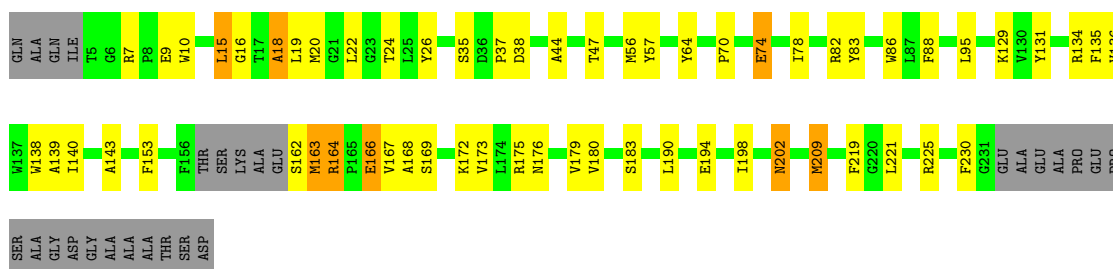 GLN ALA GLN ILE T5 G6 R7 P8 E9 W10 L15 G16 T17 A18 L19 M20 G21 L22 G23 T24 L25 Y26 S35 D36 P37 D38 A44 T47 M56 Y57 Y64 P70 E74 I78 R82 Y83 W86 L87 F88 L95 K129 V130 Y131 R134 F135
W137 W138 A139 I140 A143 F153 F156 THR SER LYS ALA GLU S162 M163 R164 P165 E166 V167 A168 S169 K172 V173 L174 R175 N176 V179 V180 S183 L190 E194 I198 N202 M209 F219 G220 L221 R225 F230 G231 GLU ALA GLU ALA PRO GLU
SER ALA GLY ASP GLY ALA ALA ALA THR SER ASP